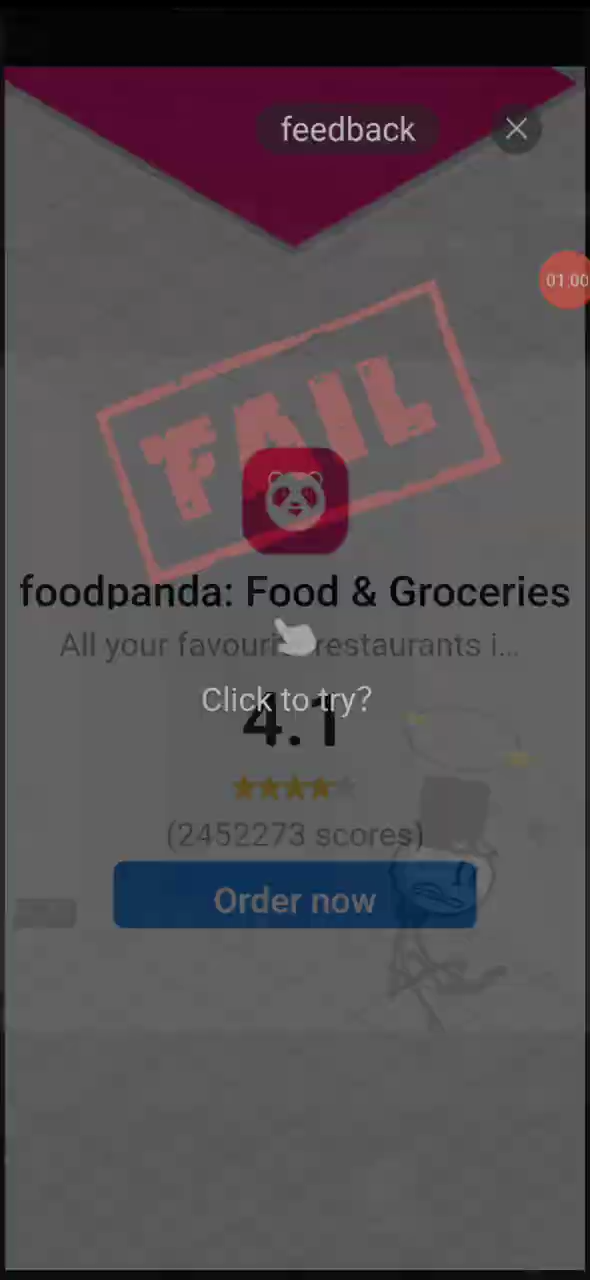 feedback
01:00
FAIL
foodpanda: Food & Groceries
All your favourit restaurants i...
Click to try?
4.1
(2452273 scores)
Order now